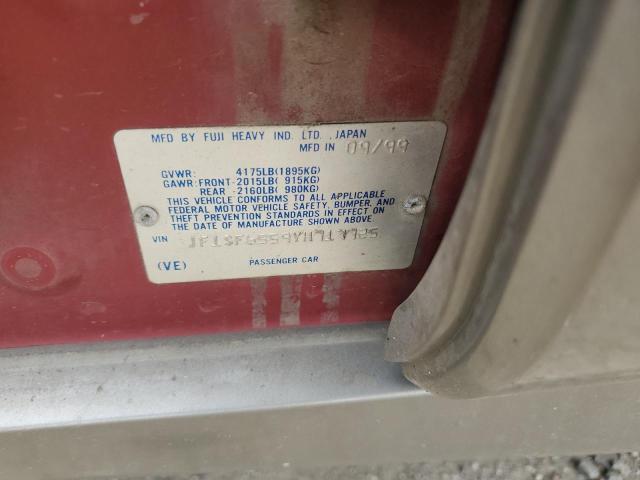 MFD BY FUJI HEAVY IND. LTD., JAPAN
MFD IN 09/99
GVWR: 4175LB(1895KG)
GAWR: FRONT-2015LB( 915KG)
REAR -2160LB( 980KG)
THIS VEHICLE CONFORMS TO ALL APPLICABLE
FEDERAL MOTOR VEHICLE SAFETY, BUMPER, AND
THEFT PREVENTION STANDARDS IN EFFECT ON
THE DATE OF MANUFACTURE SHOWN ABOVE.
VIN
(VE) PASSENGER CAR